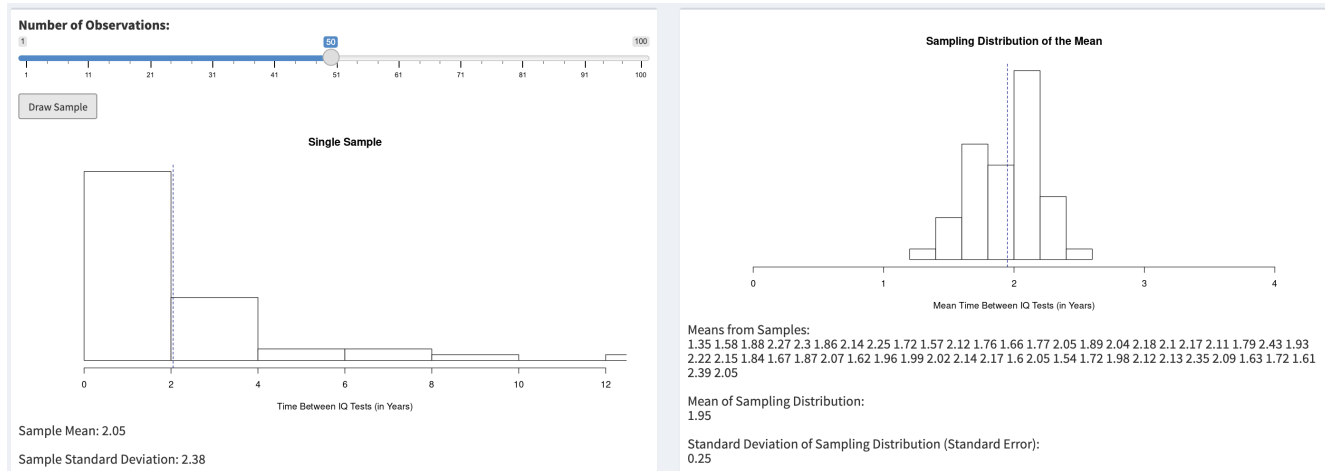 Number of Observations:
1 50 100
1 11 21 31 41 51 61 71 81 91 100
Draw Sample
Single Sample
0 2 4 6 8 10 12
Time Between IQ Tests (in Years)
Sample Mean: 2.05
Sample Standard Deviation: 2.38
Sampling Distribution of the Mean
0 1 2 3 4
Mean Time Between IQ Tests (in Years)
Means from Samples:
1.35 1.58 1.88 2.27 2.3 1.86 2.14 2.25 1.72 1.57 2.12 1.76 1.66 1.77 2.05 1.89 2.04 2.18 2.1 2.17 2.11 1.79 2.43 1.93
2.22 2.15 1.84 1.67 1.87 2.07 1.62 1.96 1.99 2.02 2.14 2.17 1.6 2.05 1.54 1.72 1.98 2.12 2.13 2.35 2.09 1.63 1.72 1.61
2.39 2.05
Mean of Sampling Distribution:
1.95
Standard Deviation of Sampling Distribution (Standard Error):
0.25